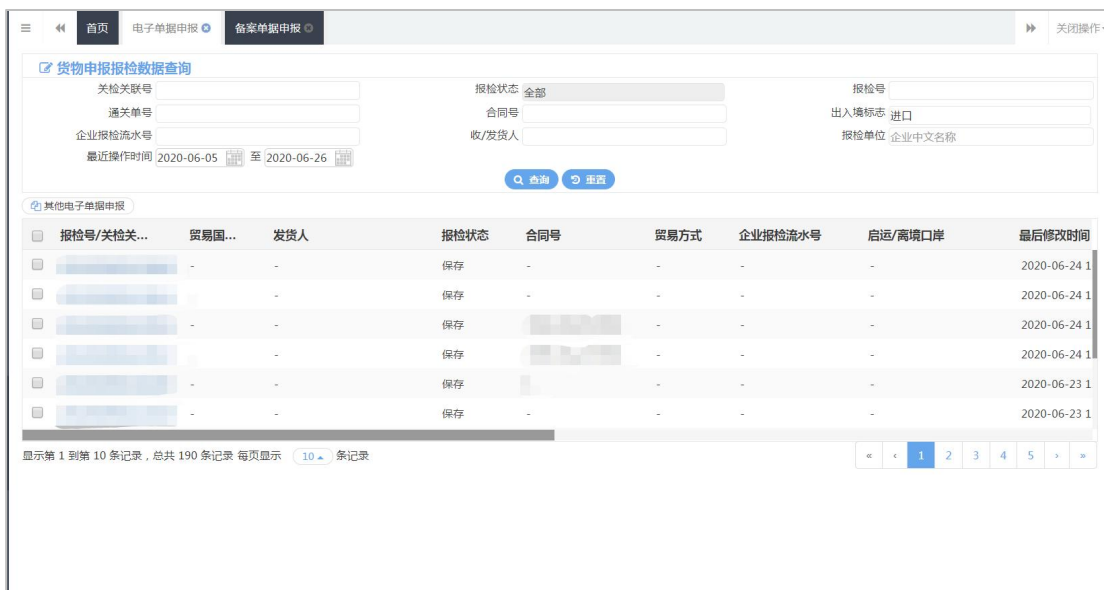 首页 电子单据申报 备案单据申报 关闭操作
货物申报报检数据查询
关检关联号 报检状态 全部 报检号
通关单号 合同号 出入境标志 进口
企业报检流水号 收/发货人 报检单位 企业中文名称
最近操作时间 2020-06-05 至 2020-06-26
查询 重置
其他电子单据申报
报检号/关检关... 贸易国... 发货人 报检状态 合同号 贸易方式 企业报检流水号 启运/离境口岸 最后修改时间
- - 保存 - - - - 2020-06-24 1
- 保存 - - - - 2020-06-24 1
- - 保存 - - - 2020-06-24 1
- 保存 - - - 2020-06-24 1
- - 保存 - - - 2020-06-23 1
- - 保存 - - - - 2020-06-23 1
显示第 1 到第 10 条记录，总共 190 条记录 每页显示 10 条记录 « ‹ 1 2 3 4 5 › »